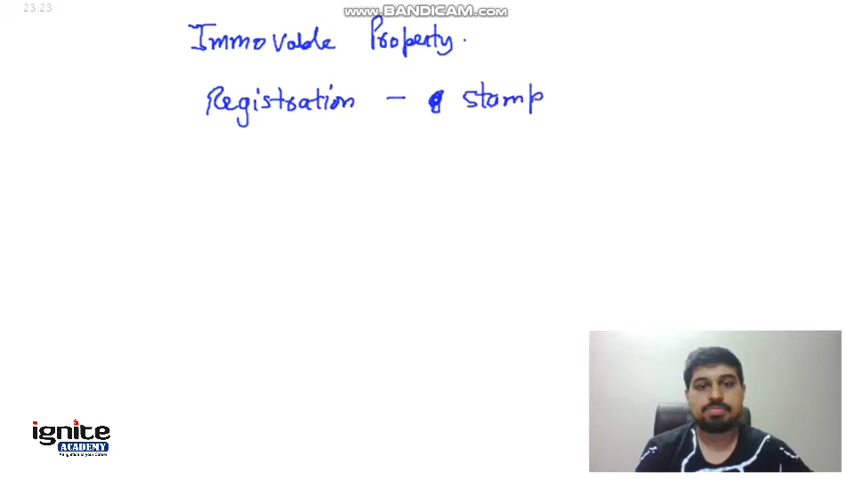 23:23
www.BANDICAM.com
Immovable Property.
Registration - stamp
ignite
ACADEMY